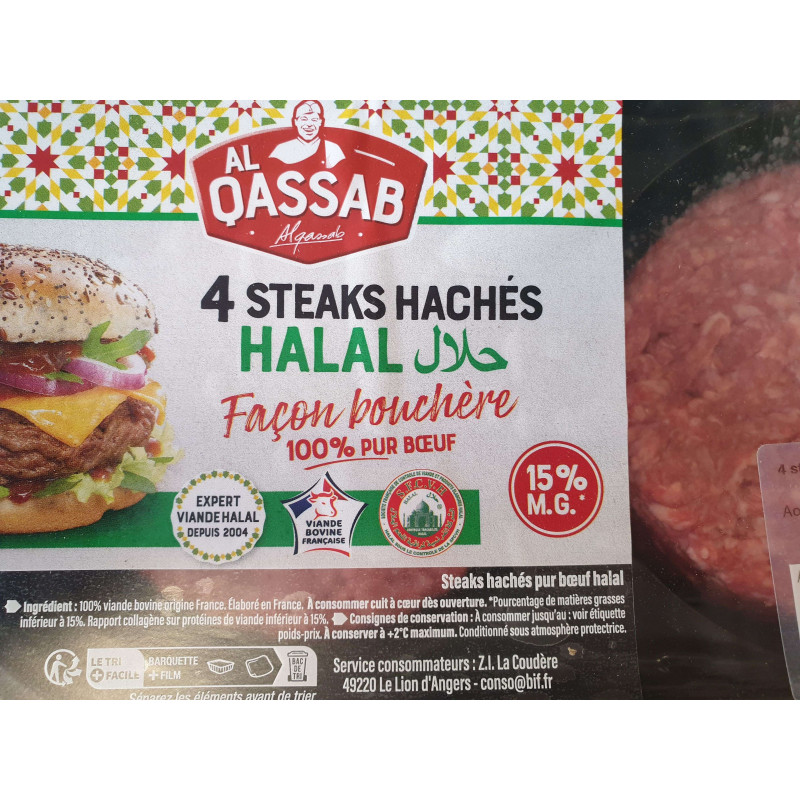 AL
QASSAB
Alqassab
4 STEAKS HACHÉS
HALAL حلال
Façon bouchère
100% PUR BŒUF
15%
M.G.*
EXPERT
VIANDE HALAL
DEPUIS 2004
VIANDE
BOVINE
FRANÇAISE
S.F.C.V.H
HALAL حلال
Steaks hachés pur bœuf halal
Ingrédient : 100% viande bovine origine France. Élaboré en France. À consommer cuit à cœur dès ouverture. *Pourcentage de matières grasses
inférieur à 15%. Rapport collagène sur protéines de viande inférieur à 15%. Consignes de conservation : À consommer jusqu'au : voir étiquette
poids-prix. À conserver à +2°C maximum. Conditionné sous atmosphère protectrice.
LE TRI
+ FACILE
BARQUETTE
+ FILM
BAC
DE
TRI
Séparez les éléments avant de trier
Service consommateurs : Z.I. La Coudère
49220 Le Lion d'Angers - conso@bif.fr
4 s